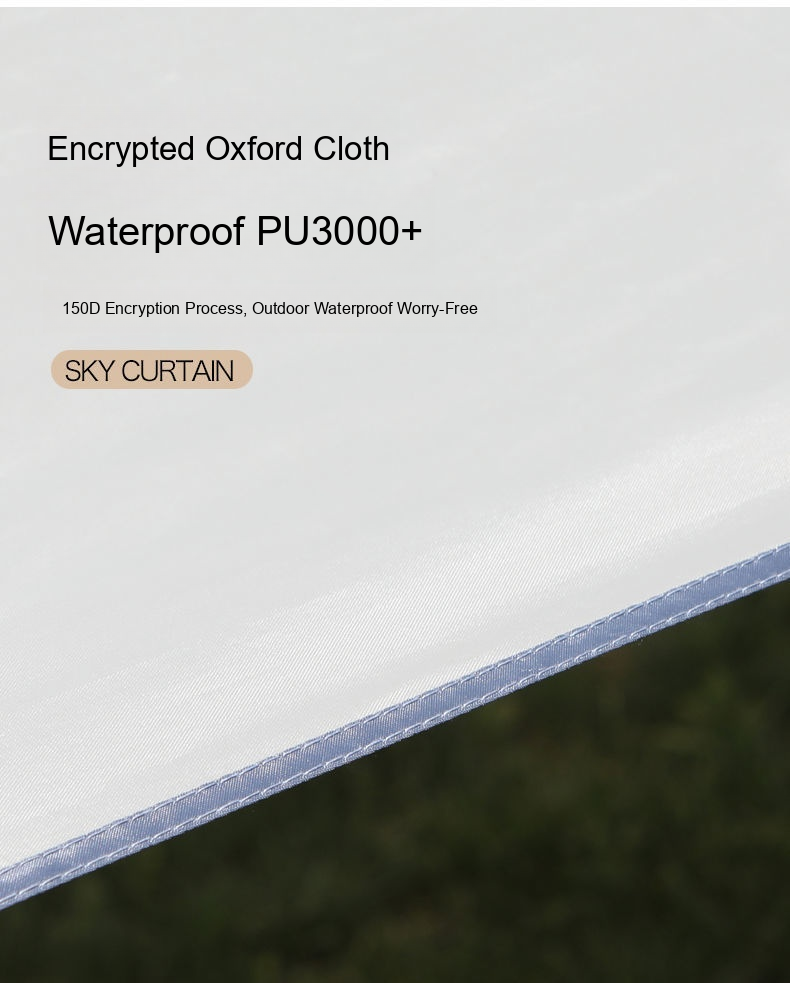 Encrypted Oxford Cloth
Waterproof PU3000+
150D Encryption Process, Outdoor Waterproof Worry-Free
SKY CURTAIN